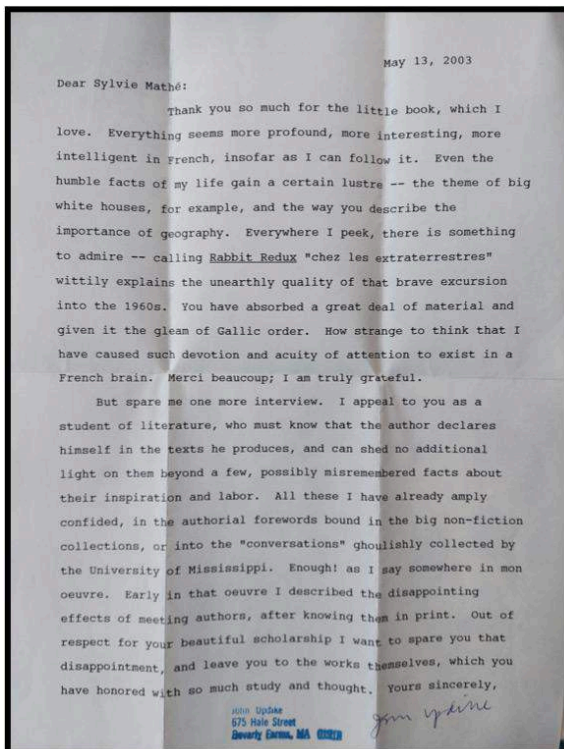 May 13, 2003
Dear Sylvie Mathé:
Thank you so much for the little book, which I
love. Everything seems more profound, more interesting, more
intelligent in French, insofar as I can follow it. Even the
humble facts of my life gain a certain lustre -- the theme of big
white houses, for example, and the way you describe the
importance of geography. Everywhere I peek, there is something
to admire -- calling Rabbit Redux "chez les extraterrestres"
wittily explains the unearthly quality of that brave excursion
into the 1960s. You have absorbed a great deal of material and
given it the gleam of Gallic order. How strange to think that I
have caused such devotion and acuity of attention to exist in a
French brain. Merci beaucoup; I am truly grateful.
But spare me one more interview. I appeal to you as a
student of literature, who must know that the author declares
himself in the texts he produces, and can shed no additional
light on them beyond a few, possibly misremembered facts about
their inspiration and labor. All these I have already amply
confided, in the authorial forewords bound in the big non-fiction
collections, or into the "conversations" ghoulishly collected by
the University of Mississippi. Enough! as I say somewhere in mon
oeuvre. Early in that oeuvre I described the disappointing
effects of meeting authors, after knowing them in print. Out of
respect for your beautiful scholarship I want to spare you that
disappointment, and leave you to the works themselves, which you
have honored with so much study and thought. Yours sincerely,
John Updike
John Updike
675 Hale Street
Beverly Farms, MA